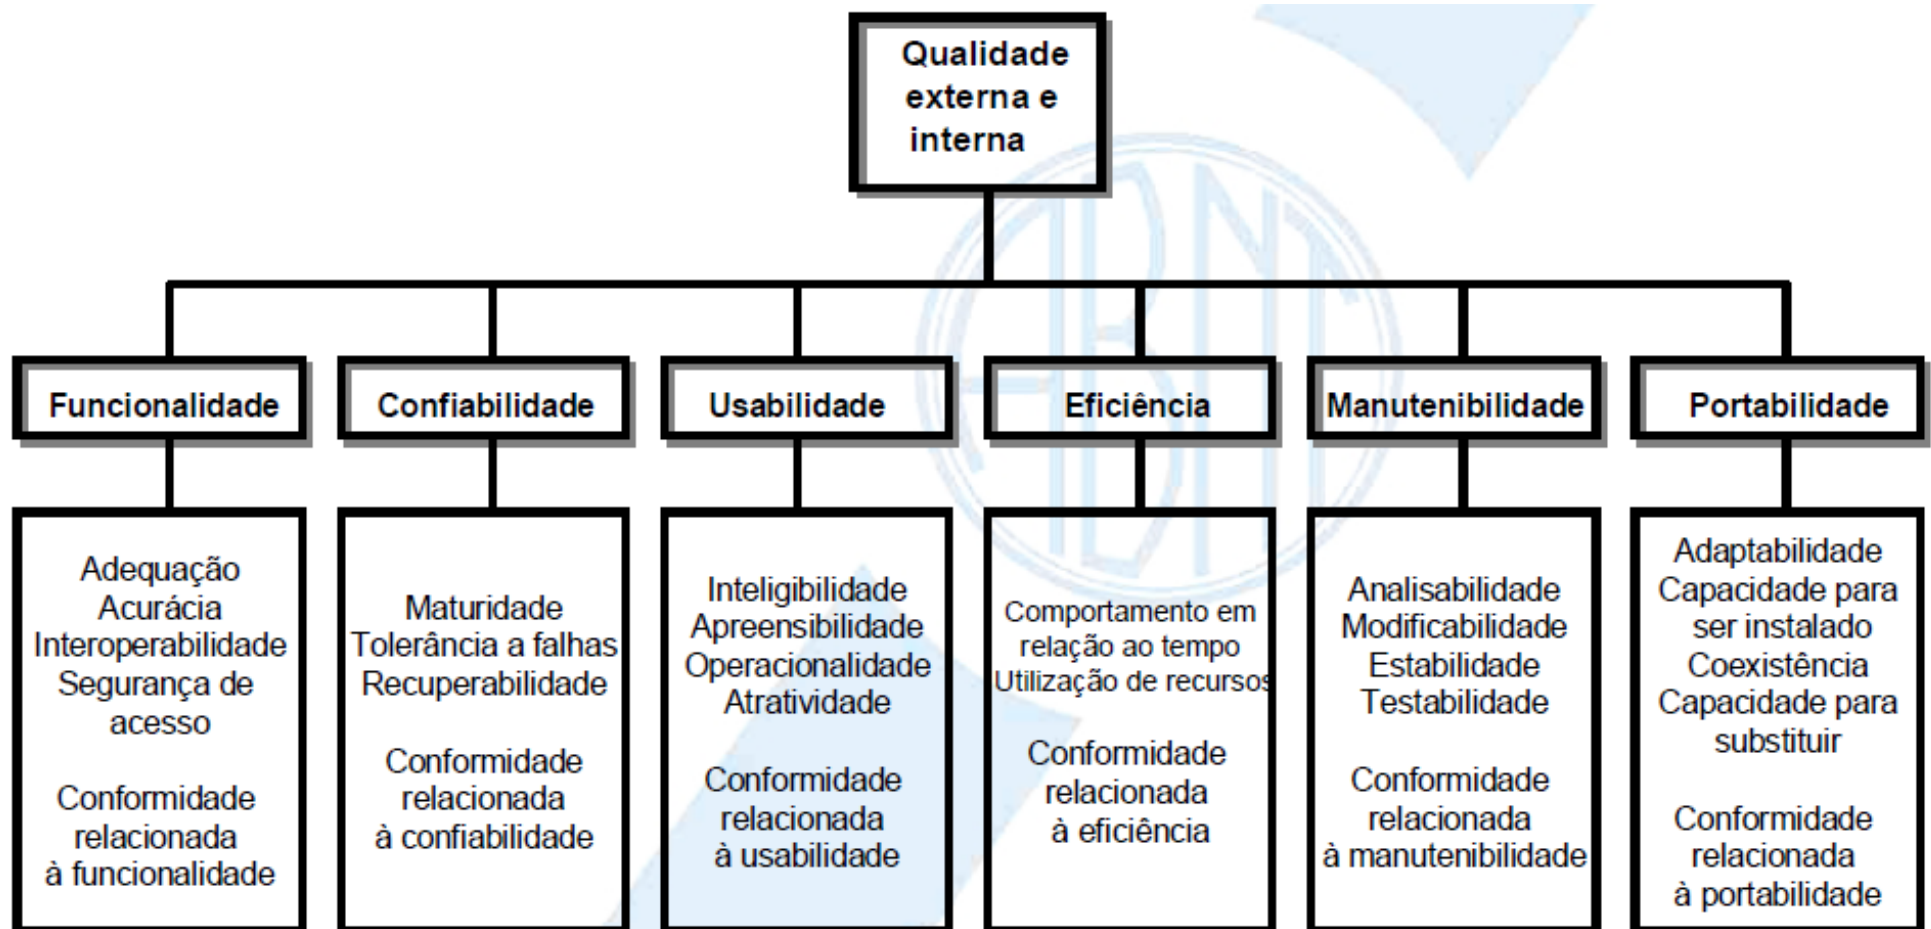 Qualidade
externa e
interna
Funcionalidade
Confiabilidade
Usabilidade
Eficiência
Manutenibilidade
Portabilidade
Adequação
Acurácia
Interoperabilidade
Segurança de
acesso
Conformidade
relacionada
à funcionalidade
Maturidade
Tolerância a falhas
Recuperabilidade
Conformidade
relacionada
à confiabilidade
Inteligibilidade
Apreensibilidade
Operacionalidade
Atratividade
Conformidade
relacionada
à usabilidade
Comportamento em
relação ao tempo
Utilização de recursos
Conformidade
relacionada
à eficiência
Analisabilidade
Modificabilidade
Estabilidade
Testabilidade
Conformidade
relacionada
à manutenibilidade
Adaptabilidade
Capacidade para
ser instalado
Coexistência
Capacidade para
substituir
Conformidade
relacionada
à portabilidade
ABNT